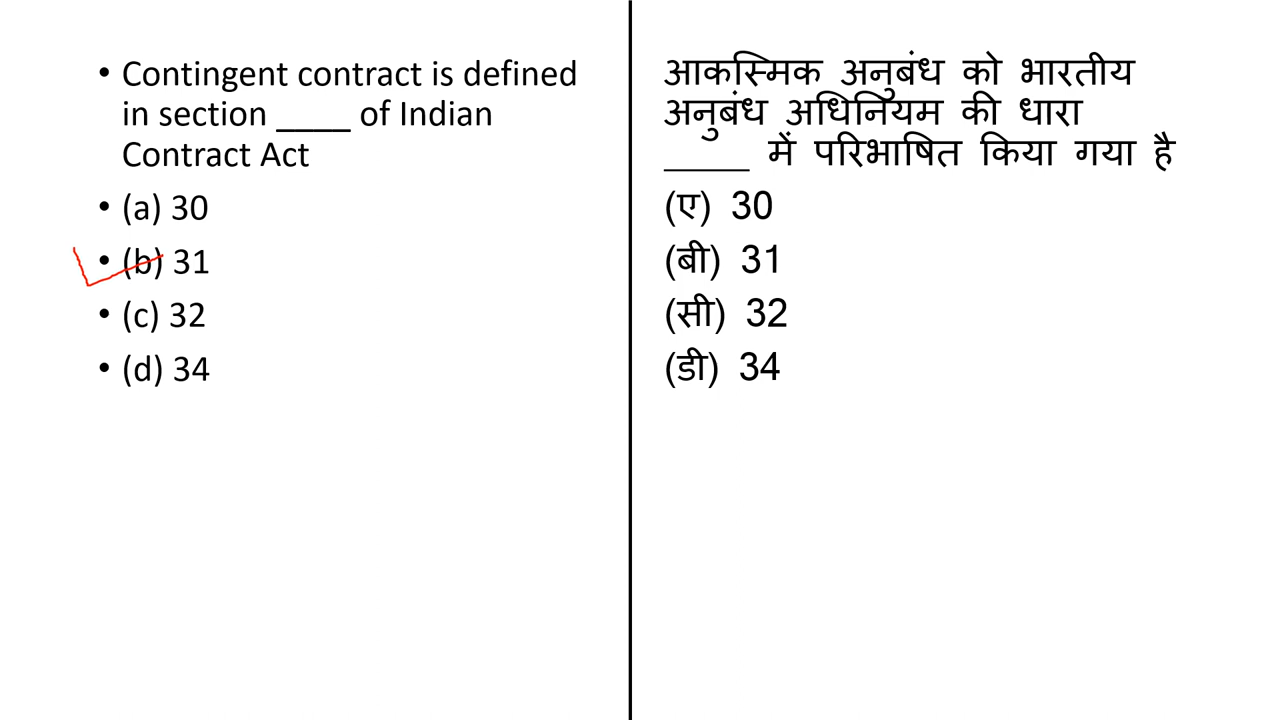 • Contingent contract is defined
in section ____ of Indian
Contract Act
• (a) 30
• (b) 31
• (c) 32
• (d) 34
आकस्मिक अनुबंध को भारतीय
अनुबंध अधिनियम की धारा
____ में परिभाषित किया गया है
(ए) 30
(बी) 31
(सी) 32
(डी) 34